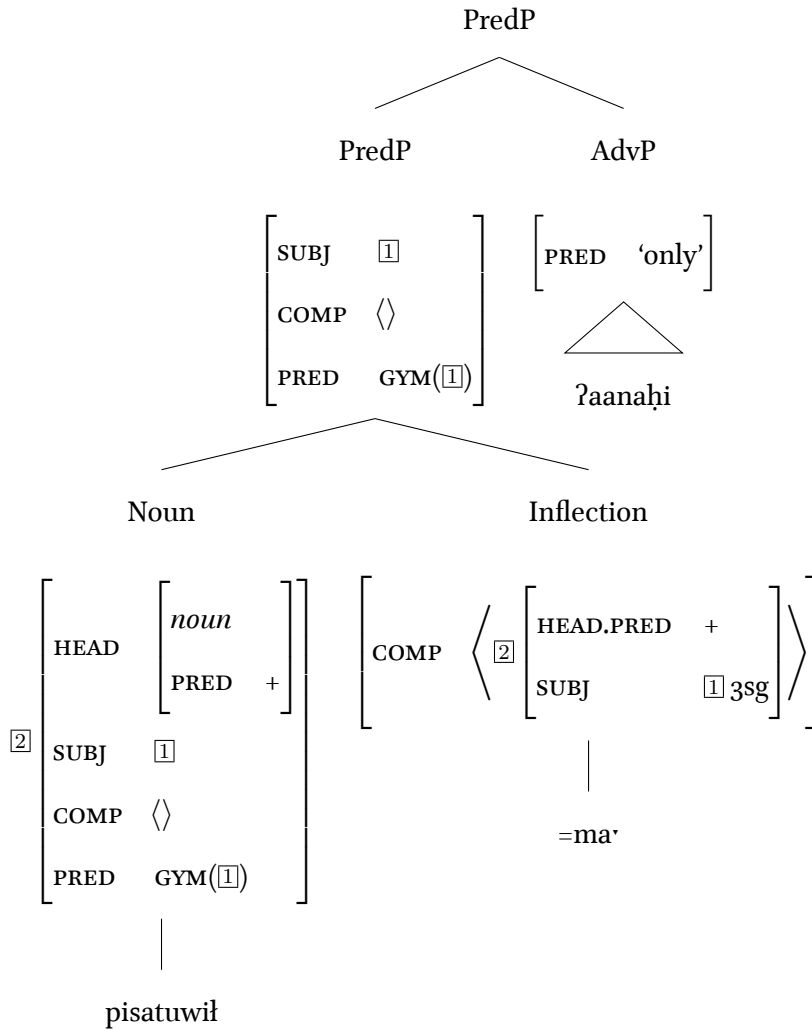 PredP
PredP AdvP
SUBJ 1
COMP ⟨⟩
PRED GYM(1)
PRED ‘only’
ʔaanaḥi
Noun Inflection
2
HEAD noun
PRED +
SUBJ 1
COMP ⟨⟩
PRED GYM(1)
COMP ⟨ 2 HEAD.PRED +
SUBJ 1 3sg ⟩
=maˑ
pisatuwił